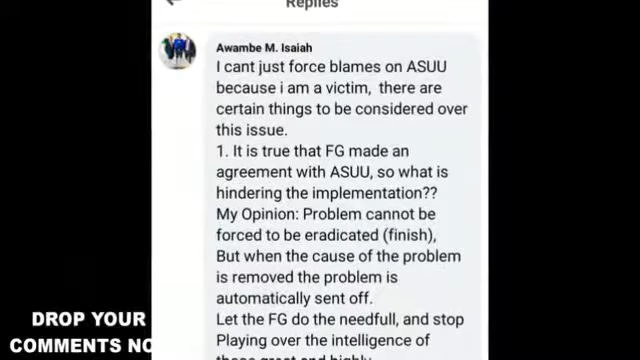 Replies
Awambe M. Isaiah
I cant just force blames on ASUU
because i am a victim, there are
certain things to be considered over
this issue.
1. It is true that FG made an
agreement with ASUU, so what is
hindering the implementation??
My Opinion: Problem cannot be
forced to be eradicated (finish),
But when the cause of the problem
is removed the problem is
automatically sent off.
Let the FG do the needfull, and stop
Playing over the intelligence of
those great and highly
DROP YOUR
COMMENTS NO